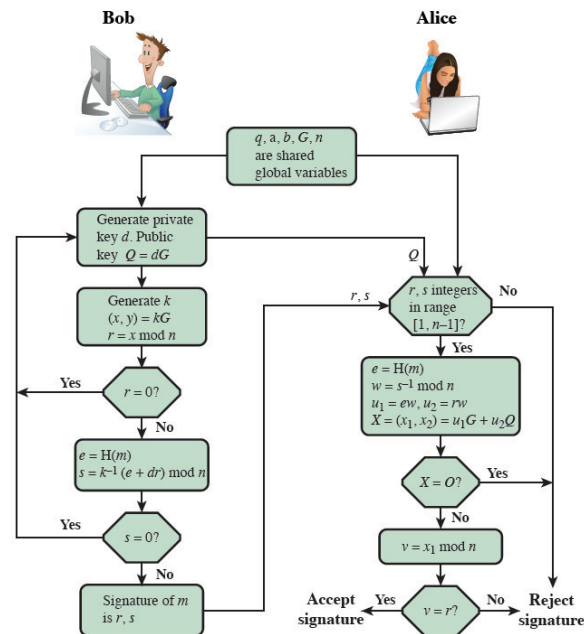 Bob
Alice
q, a, b, G, n
are shared
global variables
Generate private
key d. Public
key Q = dG
Q
Generate k
(x, y) = kG
r = x mod n
r, s
r, s integers
in range
[1, n–1]?
No
Yes
Yes
r = 0?
No
e = H(m)
w = s⁻¹ mod n
u₁ = ew, u₂ = rw
X = (x₁, x₂) = u₁G + u₂Q
e = H(m)
s = k⁻¹ (e + dr) mod n
X = O?
Yes
No
Yes
s = 0?
No
v = x₁ mod n
Signature of m
is r, s
Accept
signature
Yes
v = r?
No
Reject
signature